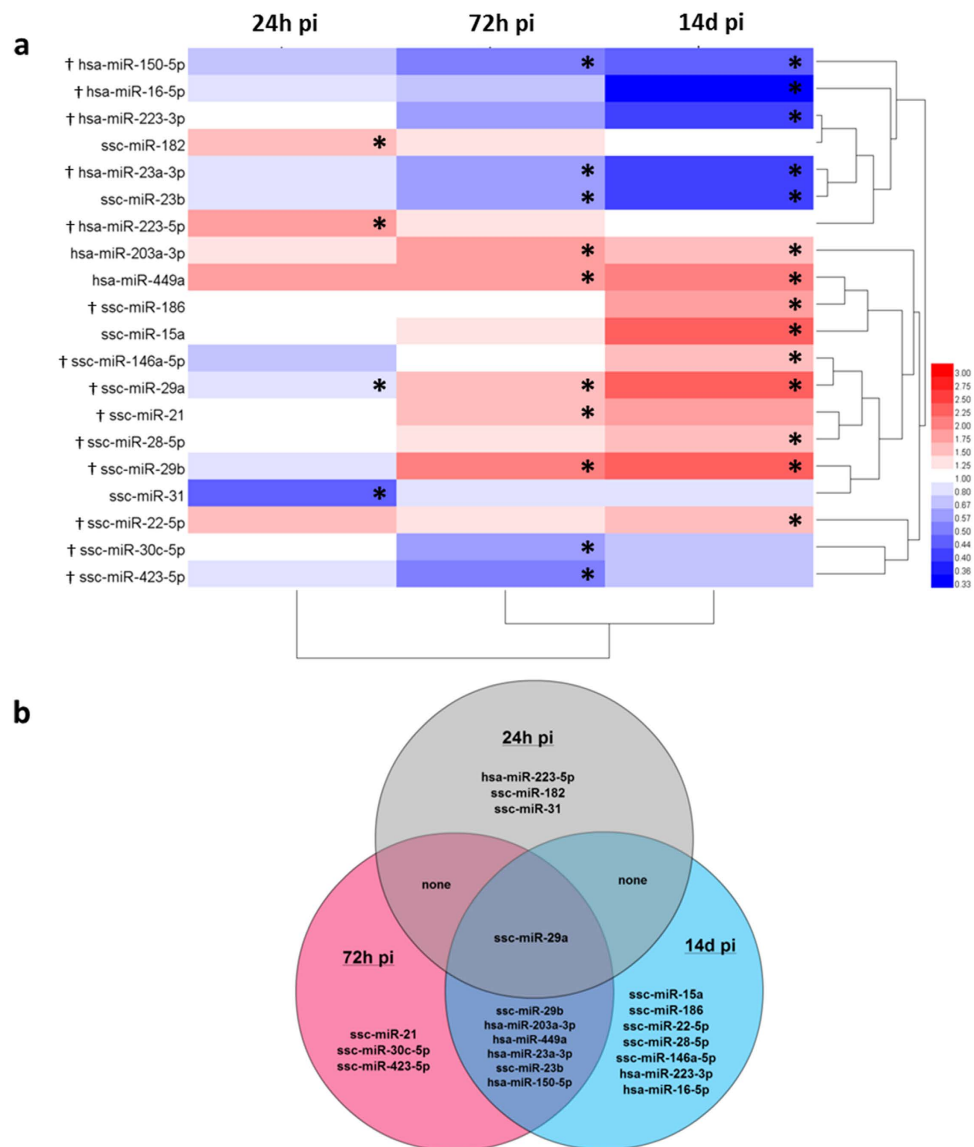 24h pi 72h pi 14d pi
a
† hsa-miR-150-5p * *
† hsa-miR-16-5p *
† hsa-miR-223-3p *
ssc-miR-182 *
† hsa-miR-23a-3p * *
ssc-miR-23b * *
† hsa-miR-223-5p *
hsa-miR-203a-3p * *
hsa-miR-449a * *
† ssc-miR-186 *
ssc-miR-15a *
† ssc-miR-146a-5p *
† ssc-miR-29a * * *
† ssc-miR-21 *
† ssc-miR-28-5p *
† ssc-miR-29b * *
ssc-miR-31 *
† ssc-miR-22-5p *
† ssc-miR-30c-5p *
† ssc-miR-423-5p *
3.00
2.75
2.50
2.25
2.00
1.75
1.50
1.25
1.00
0.80
0.67
0.57
0.50
0.44
0.40
0.36
0.33
b
24h pi
hsa-miR-223-5p
ssc-miR-182
ssc-miR-31
none
none
ssc-miR-29a
72h pi
ssc-miR-21
ssc-miR-30c-5p
ssc-miR-423-5p
ssc-miR-29b
hsa-miR-203a-3p
hsa-miR-449a
hsa-miR-23a-3p
ssc-miR-23b
hsa-miR-150-5p
14d pi
ssc-miR-15a
ssc-miR-186
ssc-miR-22-5p
ssc-miR-28-5p
ssc-miR-146a-5p
hsa-miR-223-3p
hsa-miR-16-5p